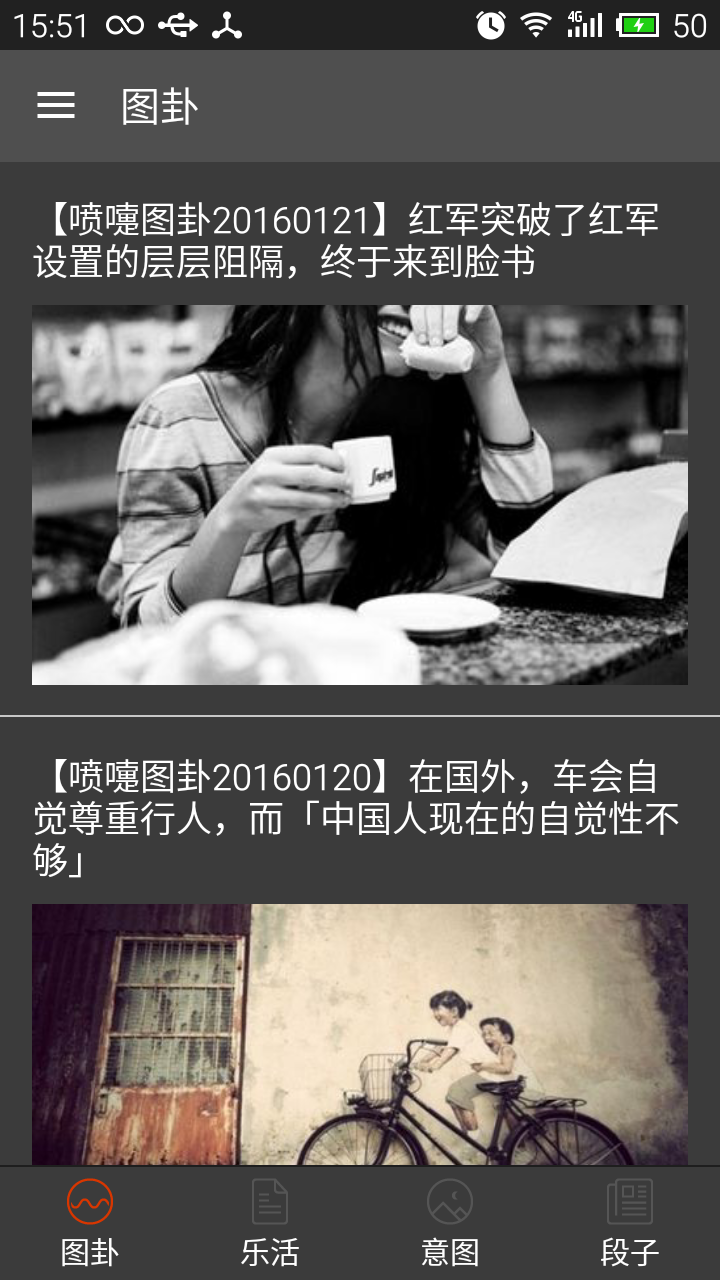 15:51
4G
50
图卦
【喷嚏图卦20160121】红军突破了红军
设置的层层阻隔，终于来到脸书
【喷嚏图卦20160120】在国外，车会自
觉尊重行人，而「中国人现在的自觉性不
够」
图卦
乐活
意图
段子